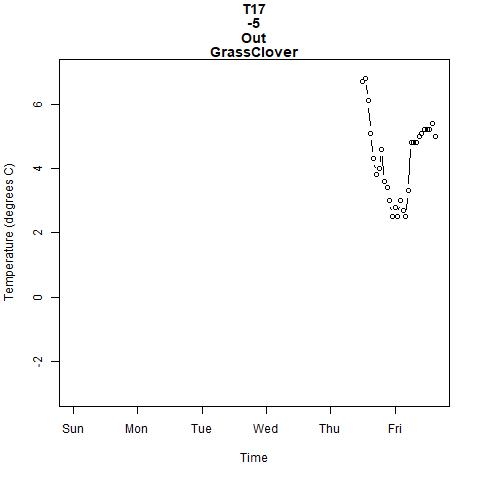 T17
-5
Out
GrassClover
Temperature (degrees C)
6
4
2
0
-2
Sun Mon Tue Wed Thu Fri
Time